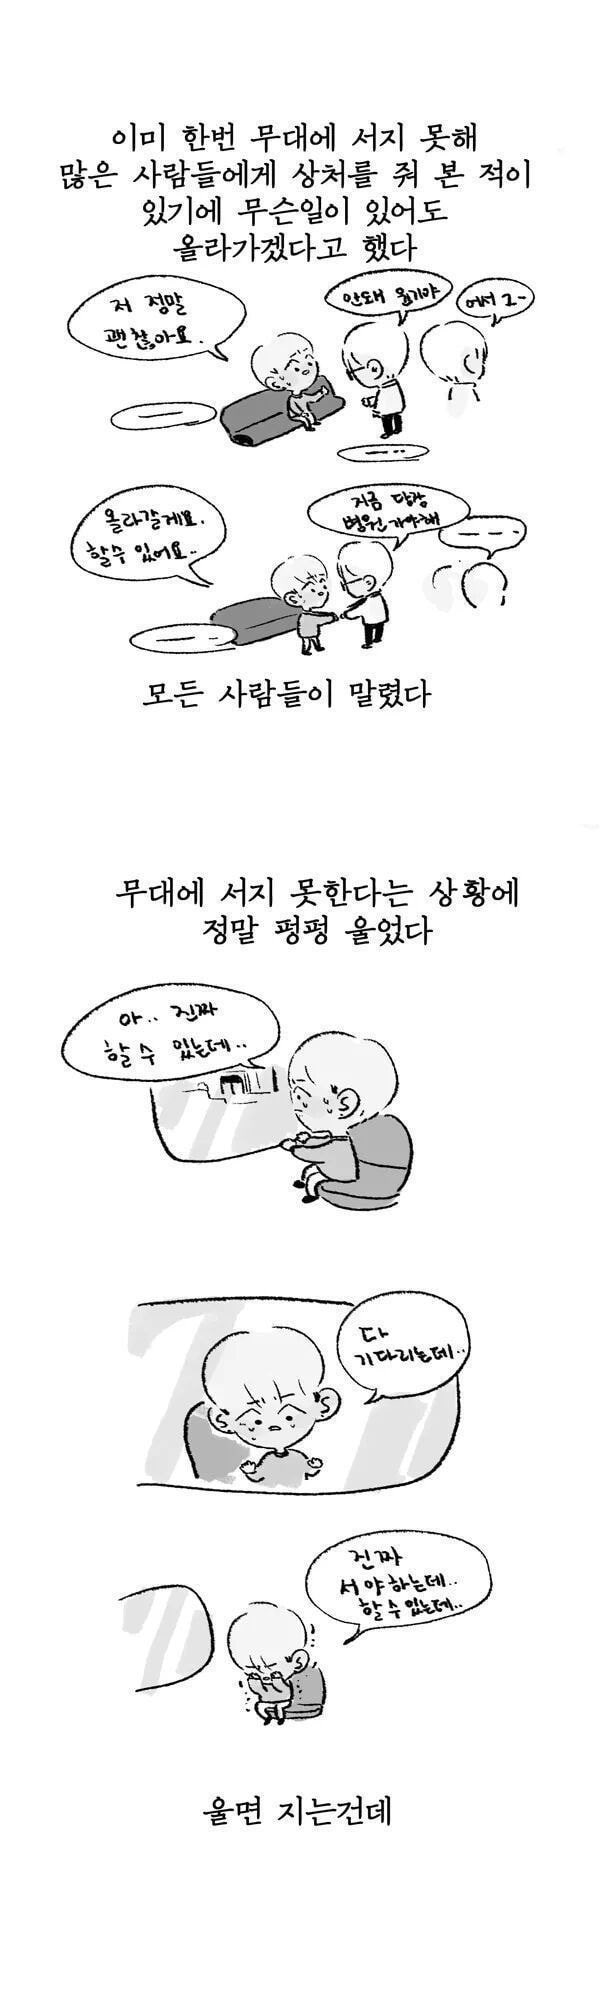 이미 한번 무대에 서지 못해
많은 사람들에게 상처를 줘 본 적이
있기에 무슨일이 있어도
올라가겠다고 했다
저 정말
괜찮아요.
안돼 욱기야
어서 그-
올라갈게요.
할수 있어요..
지금 당장
병원 가야해
모든 사람들이 말렸다
무대에 서지 못한다는 상황에
정말 펑펑 울었다
아.. 진짜
할 수 있는데..
다
기다리는데..
진짜
서야하는데..
할 수 있는데..
울면 지는건데